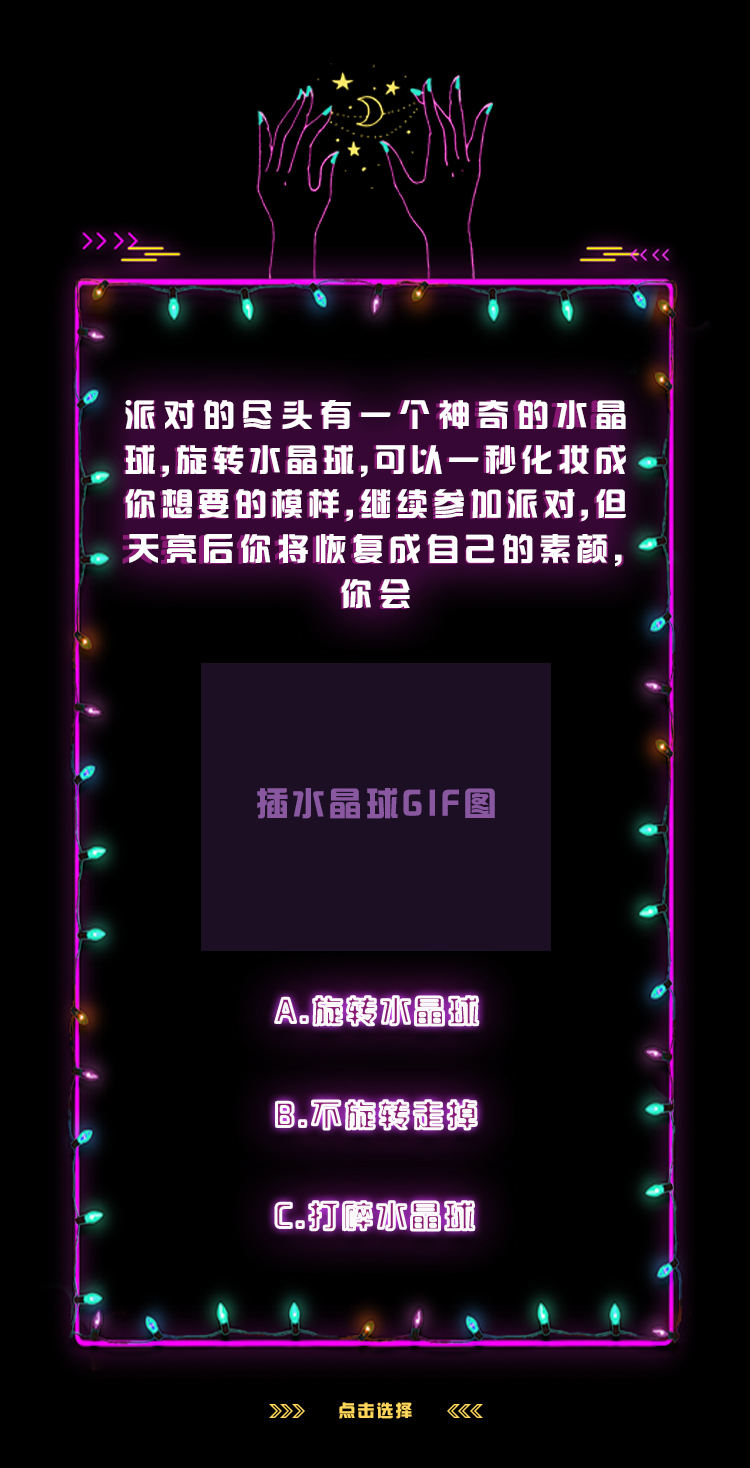 派对的尽头有一个神奇的水晶
球,旋转水晶球,可以一秒化妆成
你想要的模样,继续参加派对,但
天亮后你将恢复成自己的素颜,
你会
插水晶球GIF图
A.旋转水晶球
B.不旋转走掉
C.打碎水晶球
点击选择